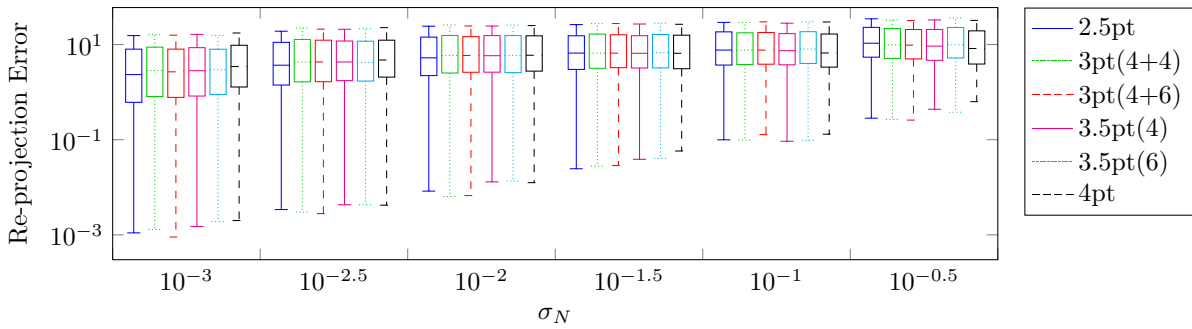 Re-projection Error
10¹
10⁻¹
10⁻³
10⁻³ 10⁻²·⁵ 10⁻² 10⁻¹·⁵ 10⁻¹ 10⁻⁰·⁵
σ_N
2.5pt
3pt(4+4)
3pt(4+6)
3.5pt(4)
3.5pt(6)
4pt